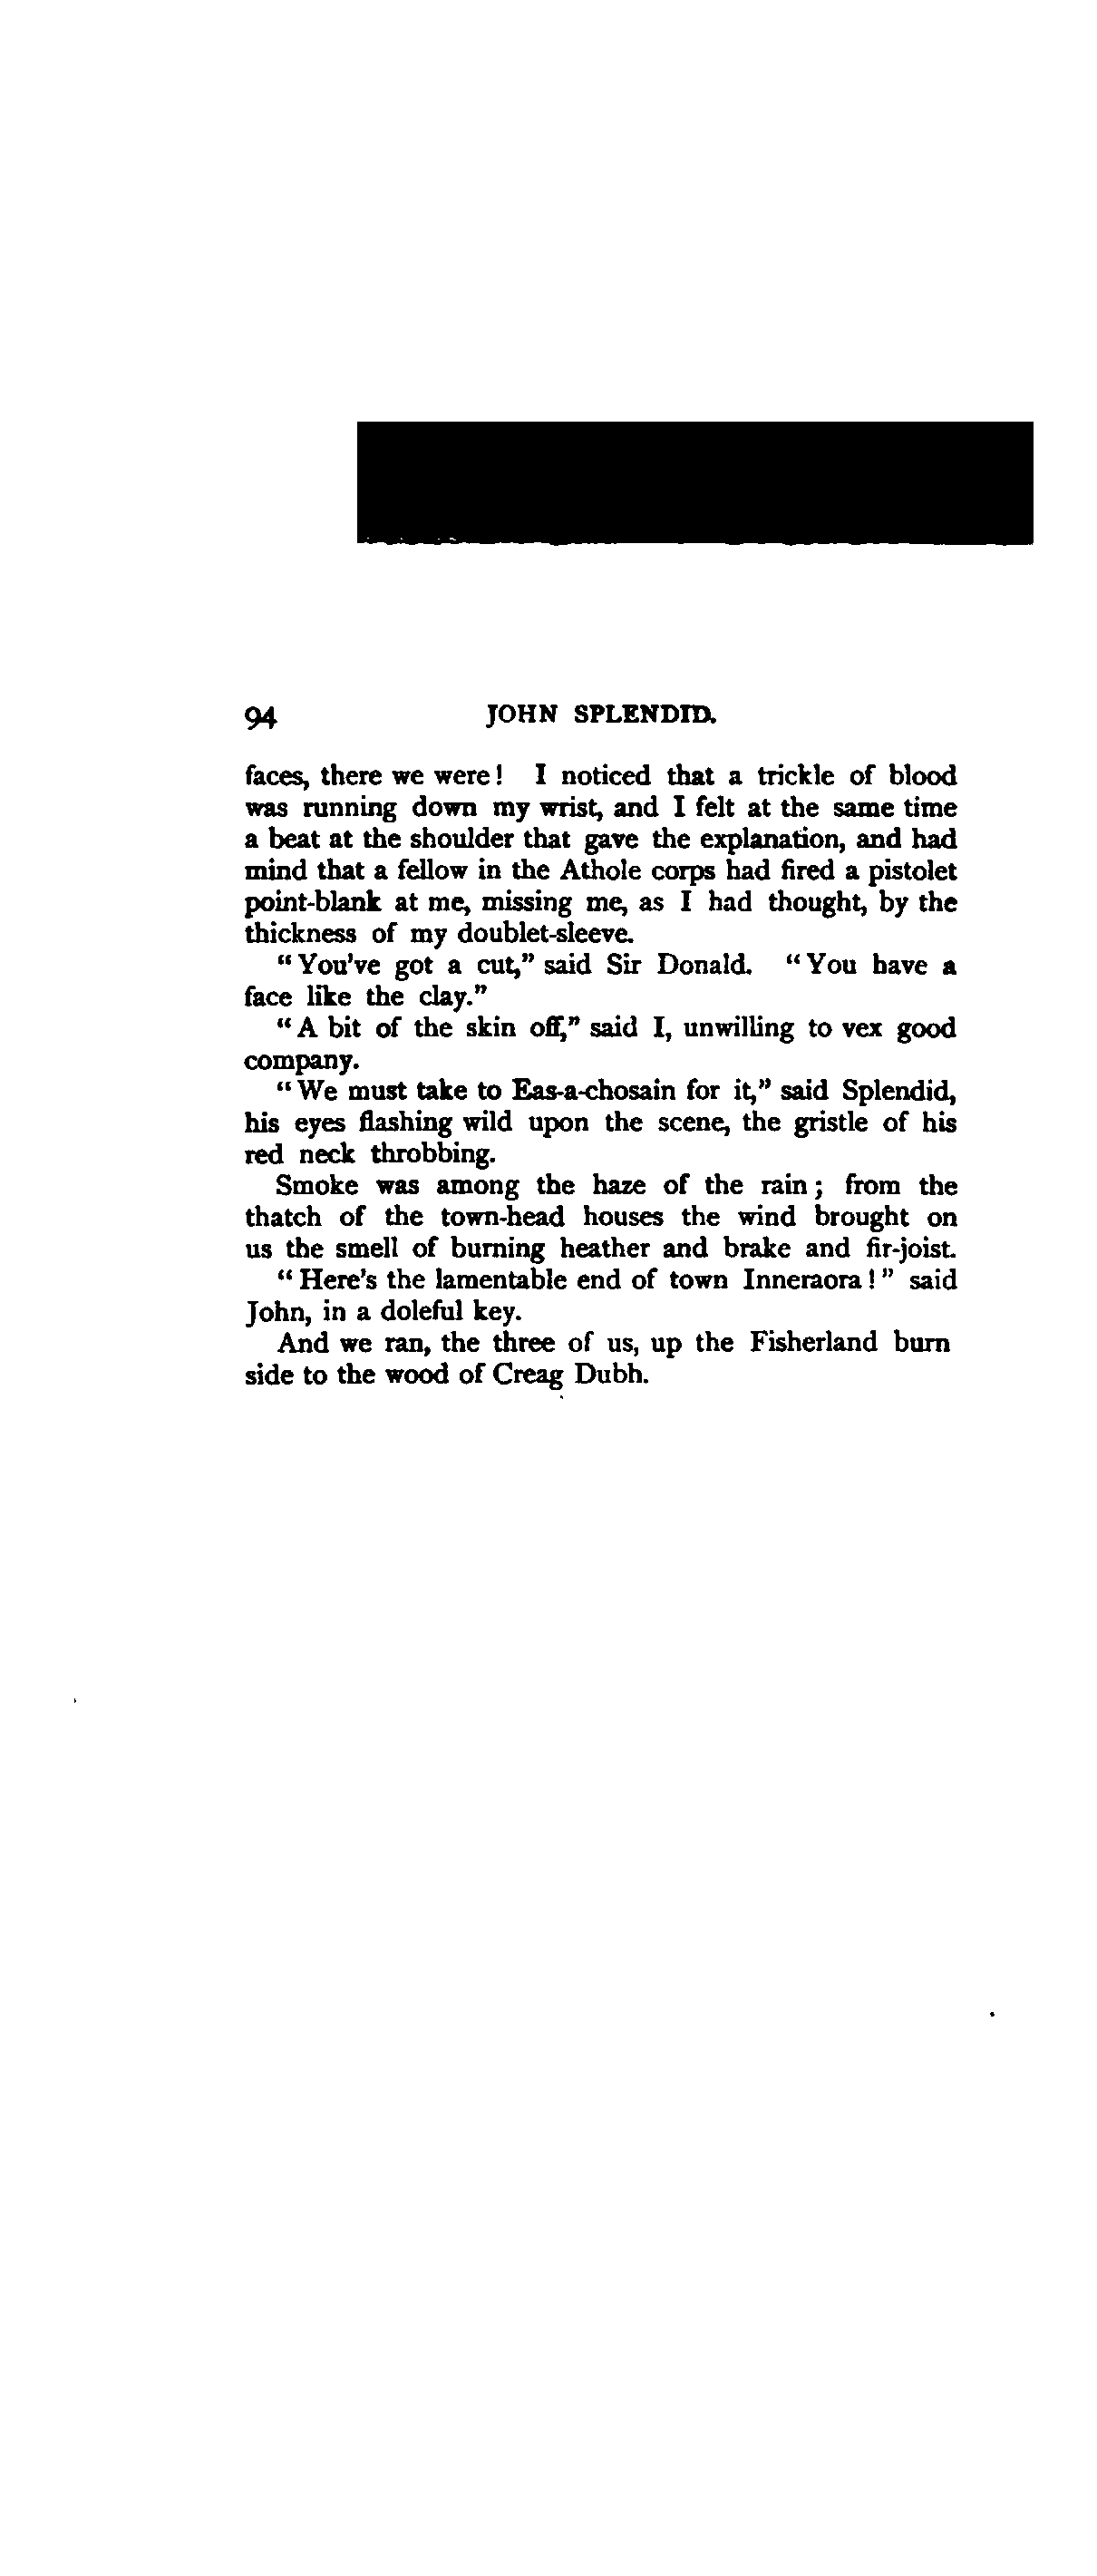 94 JOHN SPLENDID.
faces, there we were! I noticed that a trickle of blood
was running down my wrist, and I felt at the same time
a beat at the shoulder that gave the explanation, and had
mind that a fellow in the Athole corps had fired a pistolet
point-blank at me, missing me, as I had thought, by the
thickness of my doublet-sleeve.
"You've got a cut," said Sir Donald. "You have a
face like the clay."
"A bit of the skin off," said I, unwilling to vex good
company.
"We must take to Eas-a-chosain for it," said Splendid,
his eyes flashing wild upon the scene, the gristle of his
red neck throbbing.
Smoke was among the haze of the rain; from the
thatch of the town-head houses the wind brought on
us the smell of burning heather and brake and fir-joist.
"Here's the lamentable end of town Inneraora!" said
John, in a doleful key.
And we ran, the three of us, up the Fisherland burn
side to the wood of Creag Dubh.